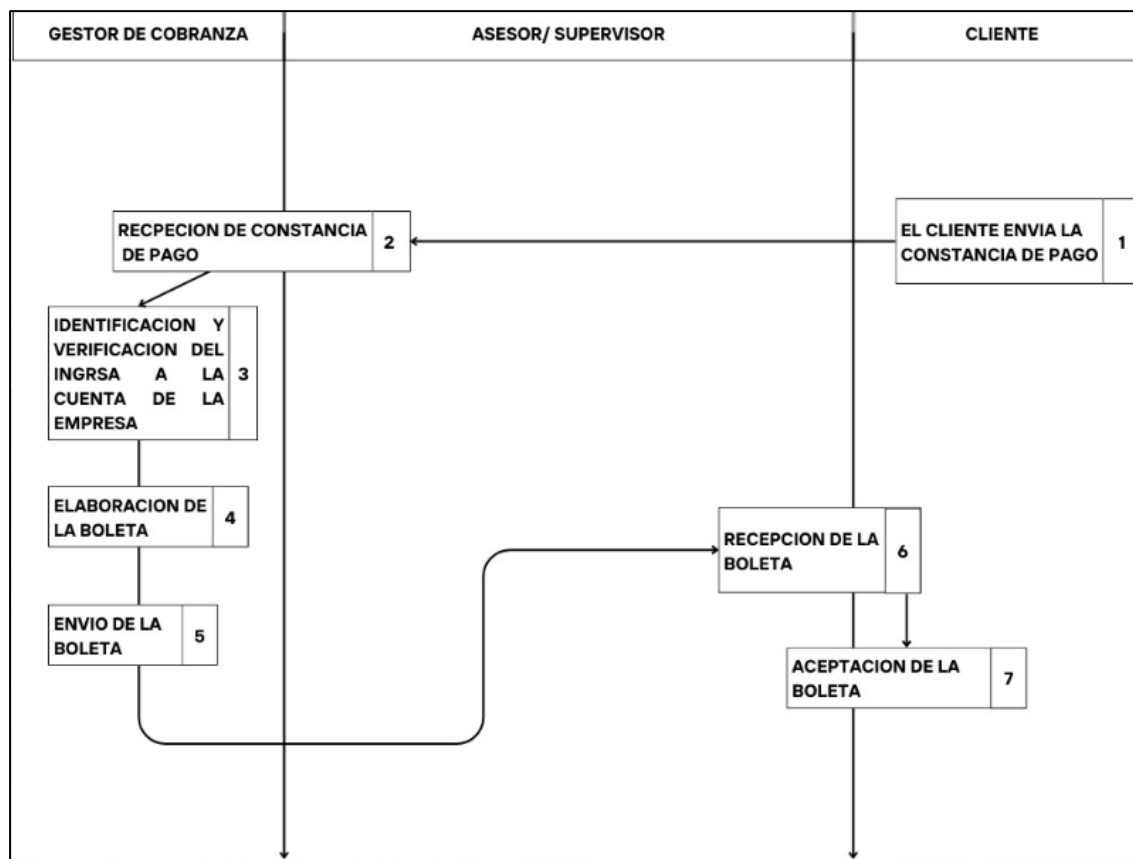 GESTOR DE COBRANZA
ASESOR/ SUPERVISOR
CLIENTE
EL CLIENTE ENVIA LA
CONSTANCIA DE PAGO
1
RECPECION DE CONSTANCIA
DE PAGO
2
IDENTIFICACION Y
VERIFICACION DEL
INGRSA A LA
CUENTA DE LA
EMPRESA
3
ELABORACION DE
LA BOLETA
4
ENVIO DE LA
BOLETA
5
RECEPCION DE LA
BOLETA
6
ACEPTACION DE LA
BOLETA
7